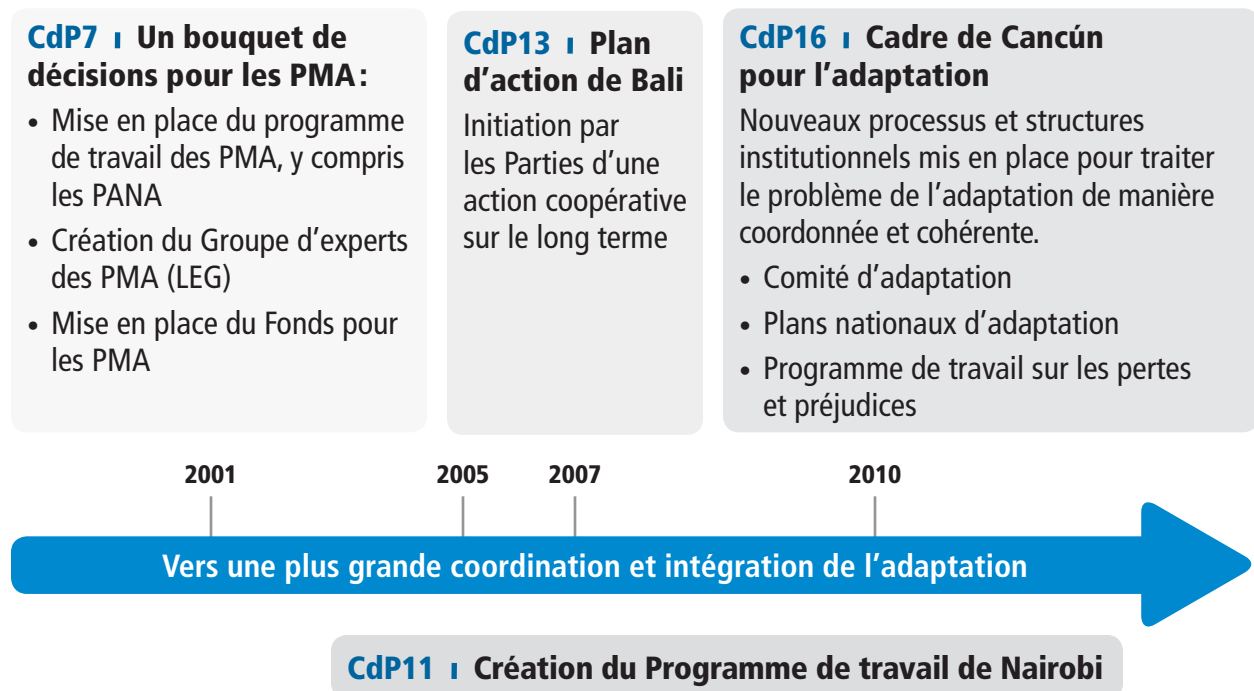 CdP7 ı Un bouquet de
décisions pour les PMA :
• Mise en place du programme
de travail des PMA, y compris
les PANA
• Création du Groupe d’experts
des PMA (LEG)
• Mise en place du Fonds pour
les PMA
CdP13 ı Plan
d’action de Bali
Initiation par
les Parties d’une
action coopérative
sur le long terme
CdP16 ı Cadre de Cancún
pour l’adaptation
Nouveaux processus et structures
institutionnels mis en place pour traiter
le problème de l’adaptation de manière
coordonnée et cohérente.
• Comité d’adaptation
• Plans nationaux d’adaptation
• Programme de travail sur les pertes
et préjudices
2001 2005 2007 2010
Vers une plus grande coordination et intégration de l’adaptation
CdP11 ı Création du Programme de travail de Nairobi